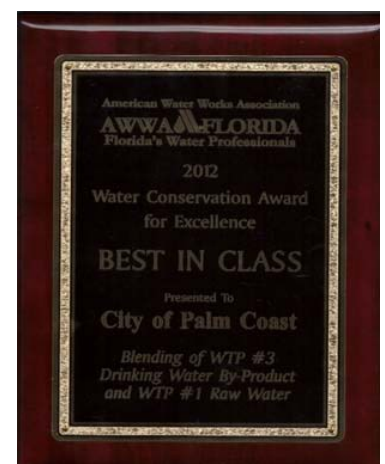 American Water Works Association
AWWA FLORIDA
Florida's Water Professionals
2012
Water Conservation Award
for Excellence
BEST IN CLASS
Presented To
City of Palm Coast
Blending of WTP #3
Drinking Water By-Product
and WTP #1 Raw Water